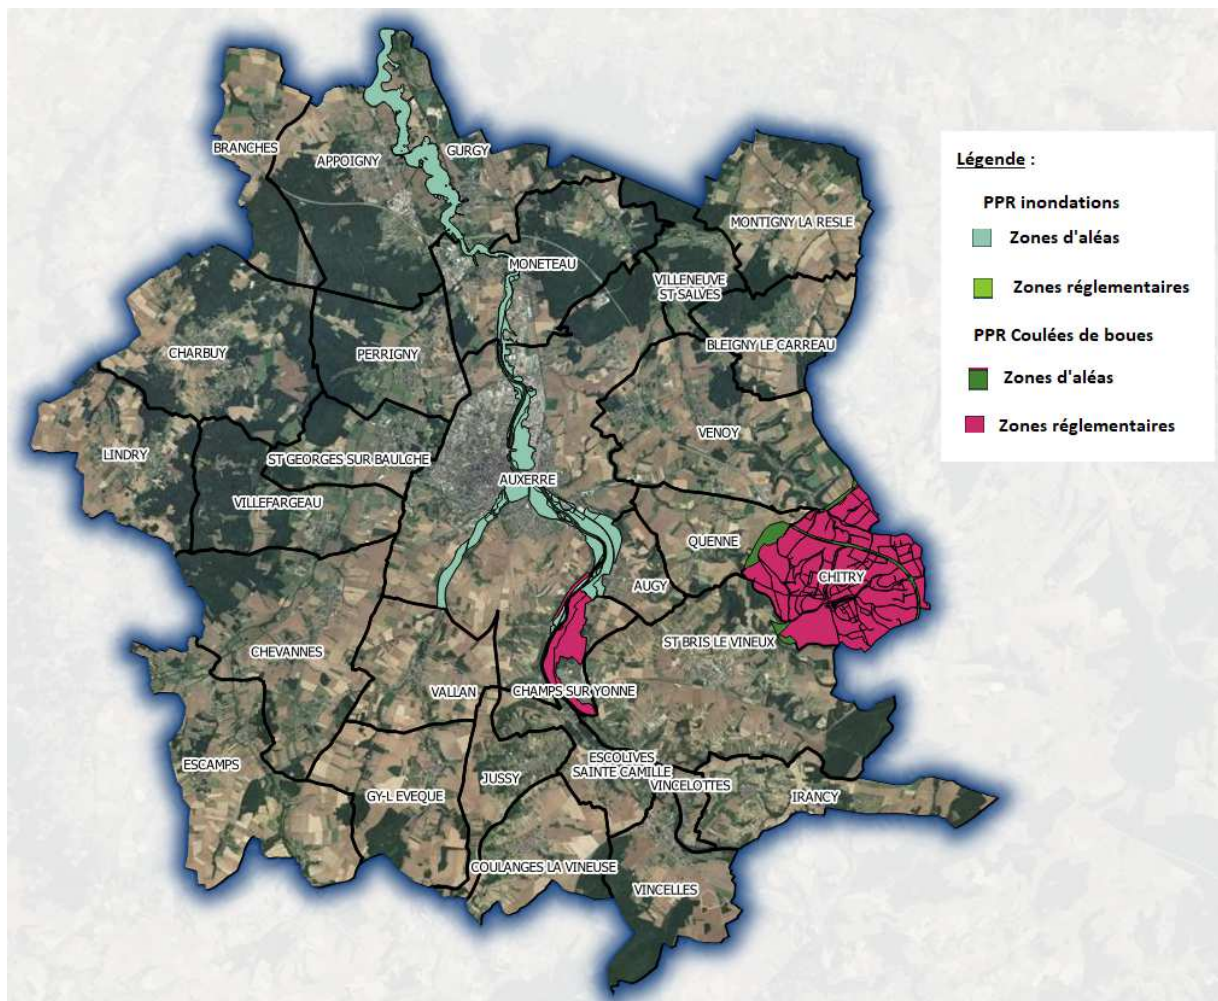 Légende :
PPR inondations
Zones d'aléas
Zones réglementaires
PPR Coulées de boues
Zones d'aléas
Zones réglementaires
BRANCHES
APPOIGNY
GURGY
MONTIGNY LA RESLE
MONETEAU
VILLENEUVE
ST SALVES
CHARBUY
PERRIGNY
BLEIGNY LE CARREAU
LINDRY
ST GEORGES SUR BAULCHE
VENOY
VILLEFARGEAU
AUXERRE
QUENNE
AUGY
CHITRY
CHEVANNES
ST BRIS LE VINEUX
VALLAN
CHAMPS SUR YONNE
ESCAMPS
GY-L EVEQUE
JUSSY
ESCOLIVES
SAINTE CAMILLE
VINCELOTTES
IRANCY
COULANGES LA VINEUSE
VINCELLES